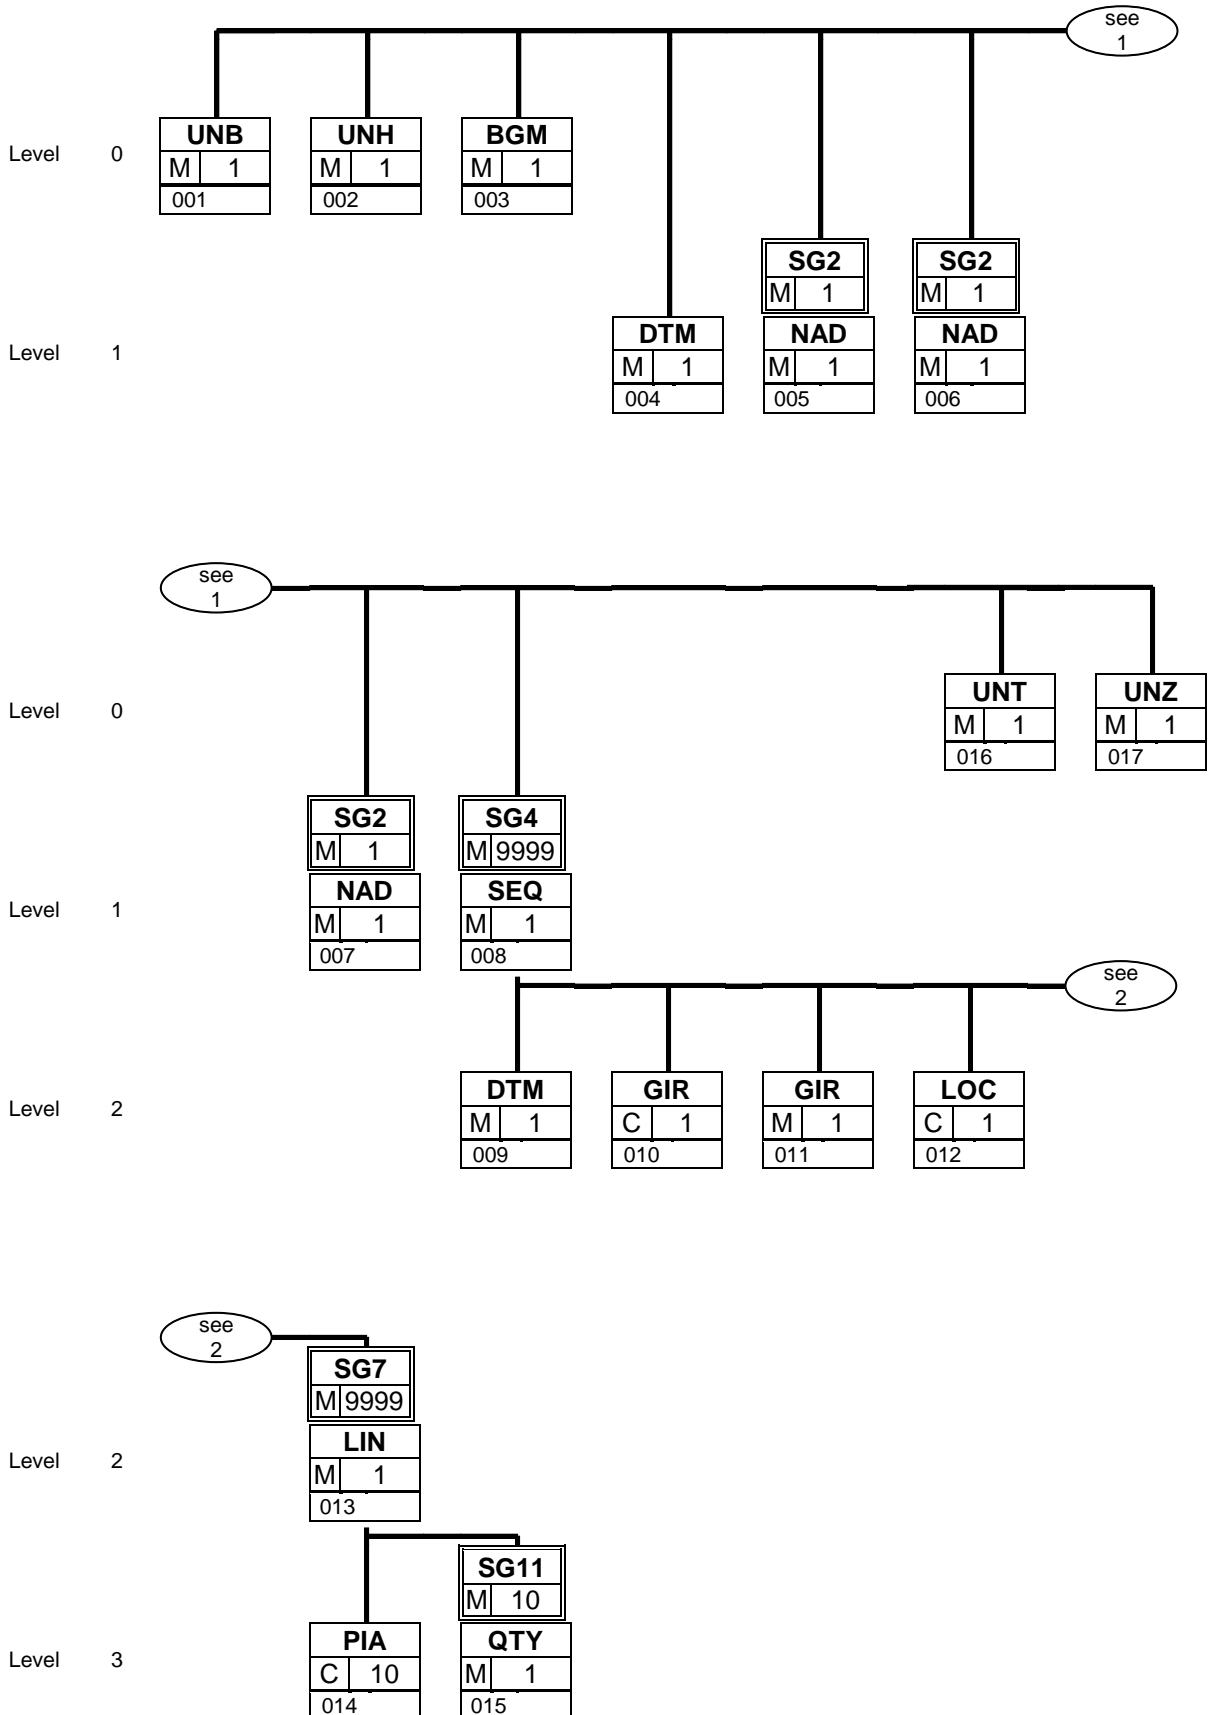 see
1
UNB UNH BGM
Level 0 M 1 M 1 M 1
001 002 003
SG2 SG2
M 1 M 1
DTM NAD NAD
Level 1 M 1 M 1 M 1
004 005 006
see
1
UNT UNZ
Level 0 M 1 M 1
016 017
SG2 SG4
M 1 M 9999
NAD SEQ
Level 1 M 1 M 1
007 008
see
2
DTM GIR GIR LOC
Level 2 M 1 C 1 M 1 C 1
009 010 011 012
see
2
SG7
M 9999
LIN
Level 2 M 1
013
SG11
M 10
PIA QTY
Level 3 C 10 M 1
014 015